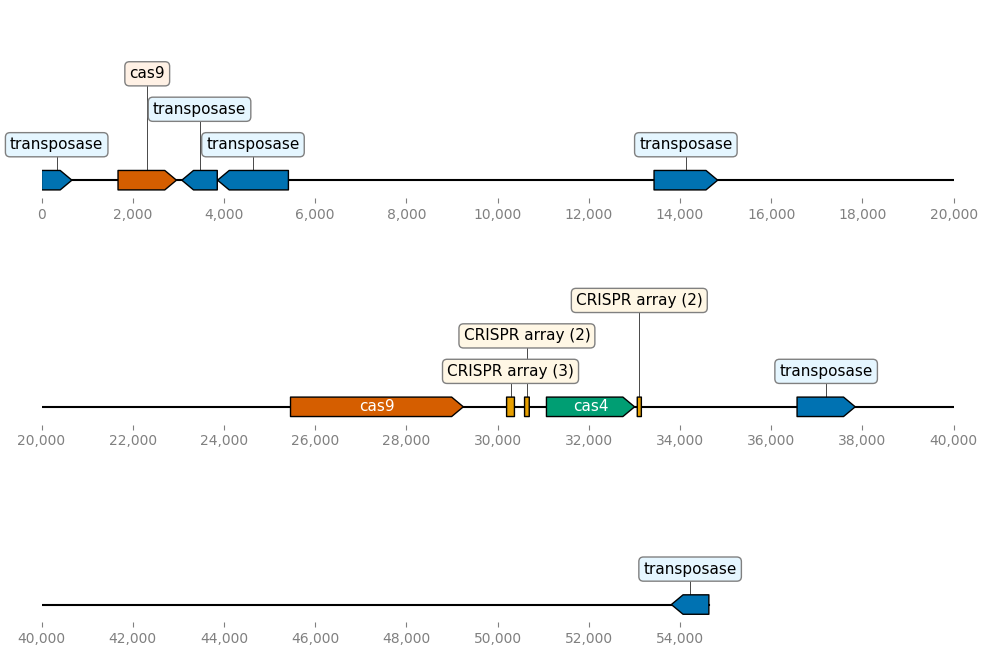 cas9
transposase
transposase
transposase
transposase
0
2,000
4,000
6,000
8,000
10,000
12,000
14,000
16,000
18,000
20,000
CRISPR array (2)
CRISPR array (2)
CRISPR array (3)
transposase
cas9
cas4
20,000
22,000
24,000
26,000
28,000
30,000
32,000
34,000
36,000
38,000
40,000
transposase
40,000
42,000
44,000
46,000
48,000
50,000
52,000
54,000